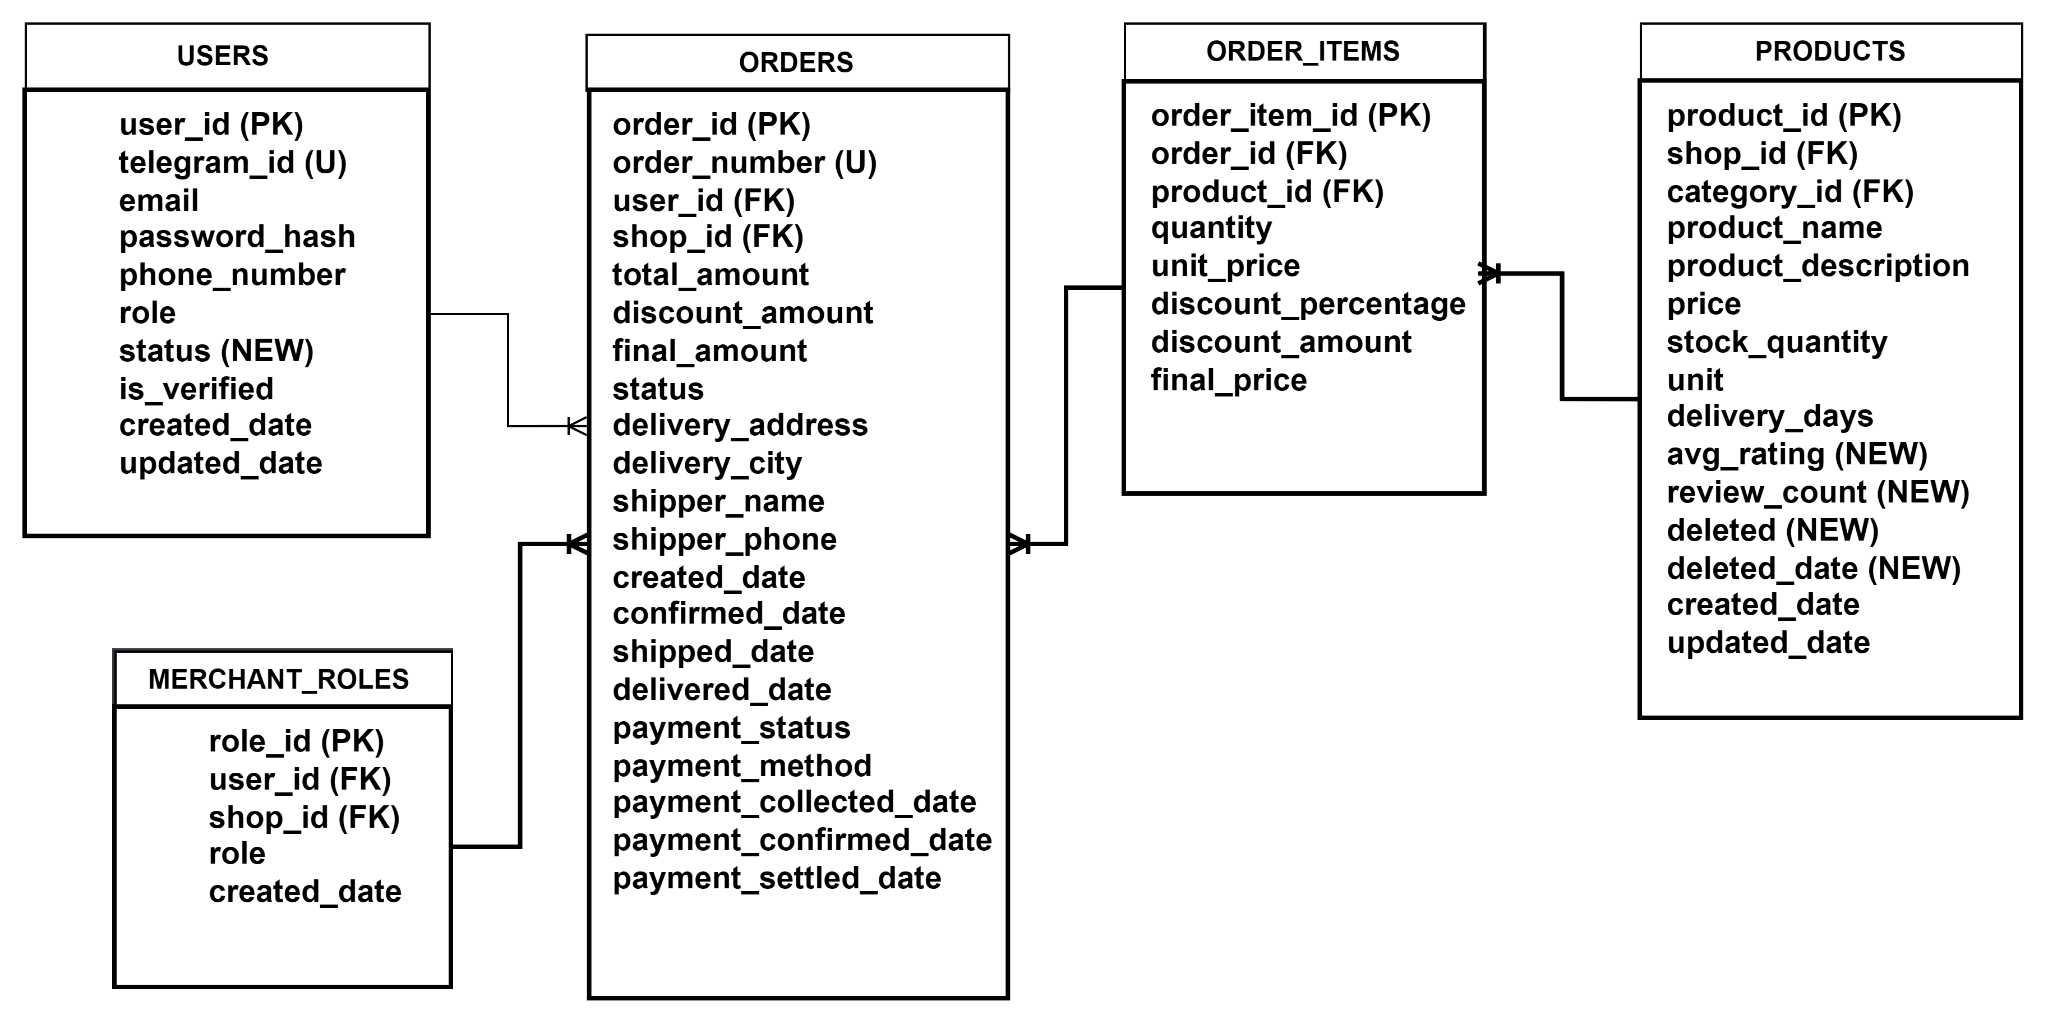 USERS
user_id (PK)
telegram_id (U)
email
password_hash
phone_number
role
status (NEW)
is_verified
created_date
updated_date
MERCHANT_ROLES
role_id (PK)
user_id (FK)
shop_id (FK)
role
created_date
ORDERS
order_id (PK)
order_number (U)
user_id (FK)
shop_id (FK)
total_amount
discount_amount
final_amount
status
delivery_address
delivery_city
shipper_name
shipper_phone
created_date
confirmed_date
shipped_date
delivered_date
payment_status
payment_method
payment_collected_date
payment_confirmed_date
payment_settled_date
ORDER_ITEMS
order_item_id (PK)
order_id (FK)
product_id (FK)
quantity
unit_price
discount_percentage
discount_amount
final_price
PRODUCTS
product_id (PK)
shop_id (FK)
category_id (FK)
product_name
product_description
price
stock_quantity
unit
delivery_days
avg_rating (NEW)
review_count (NEW)
deleted (NEW)
deleted_date (NEW)
created_date
updated_date